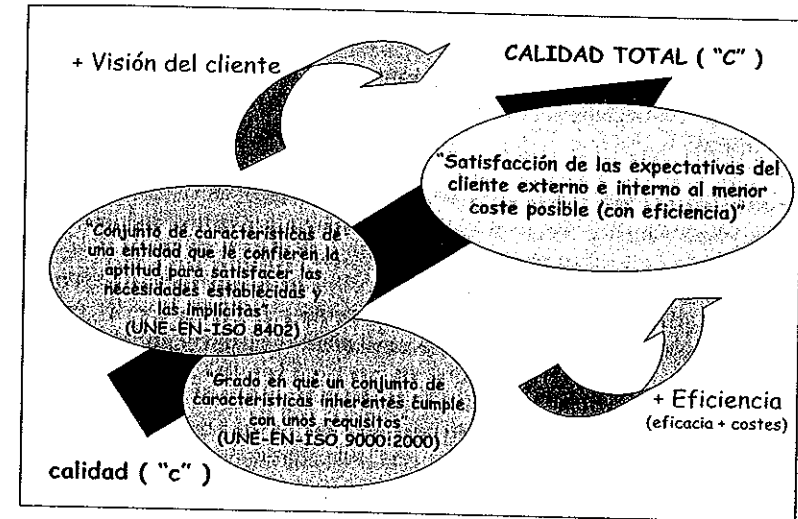 + Visión del cliente
CALIDAD TOTAL ( "C" )
"Satisfacción de las expectativas del
cliente externo e interno al menor
coste posible (con eficiencia)"
"Conjunto de características de
una entidad que le confieren la
aptitud para satisfacer las
necesidades establecidas y
las implícitas"
(UNE-EN-ISO 8402)
"Grado en que un conjunto de
características inherentes cumple
con unos requisitos"
(UNE-EN-ISO 9000:2000)
+ Eficiencia
(eficacia + costes)
calidad ( "c" )